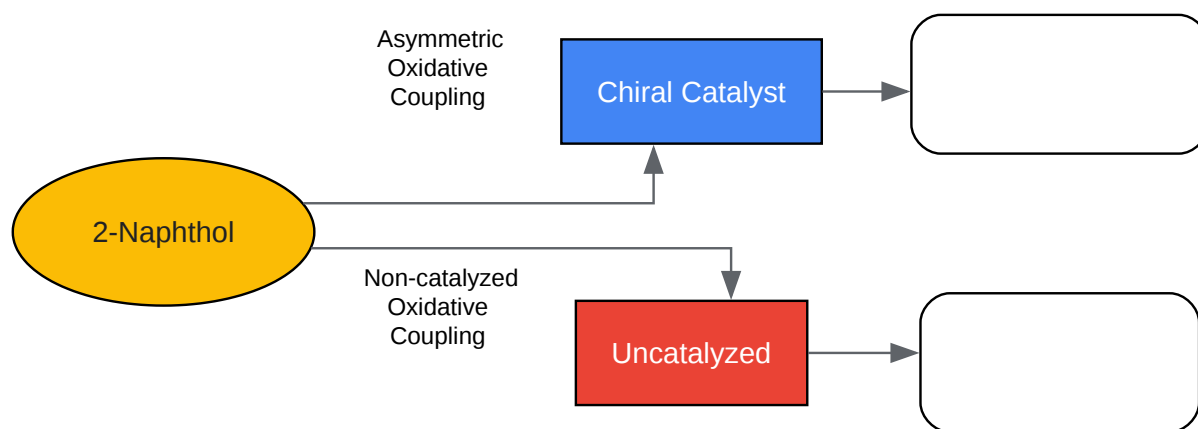 Asymmetric
Oxidative
Coupling
Chiral Catalyst
2-Naphthol
Non-catalyzed
Oxidative
Coupling
Uncatalyzed